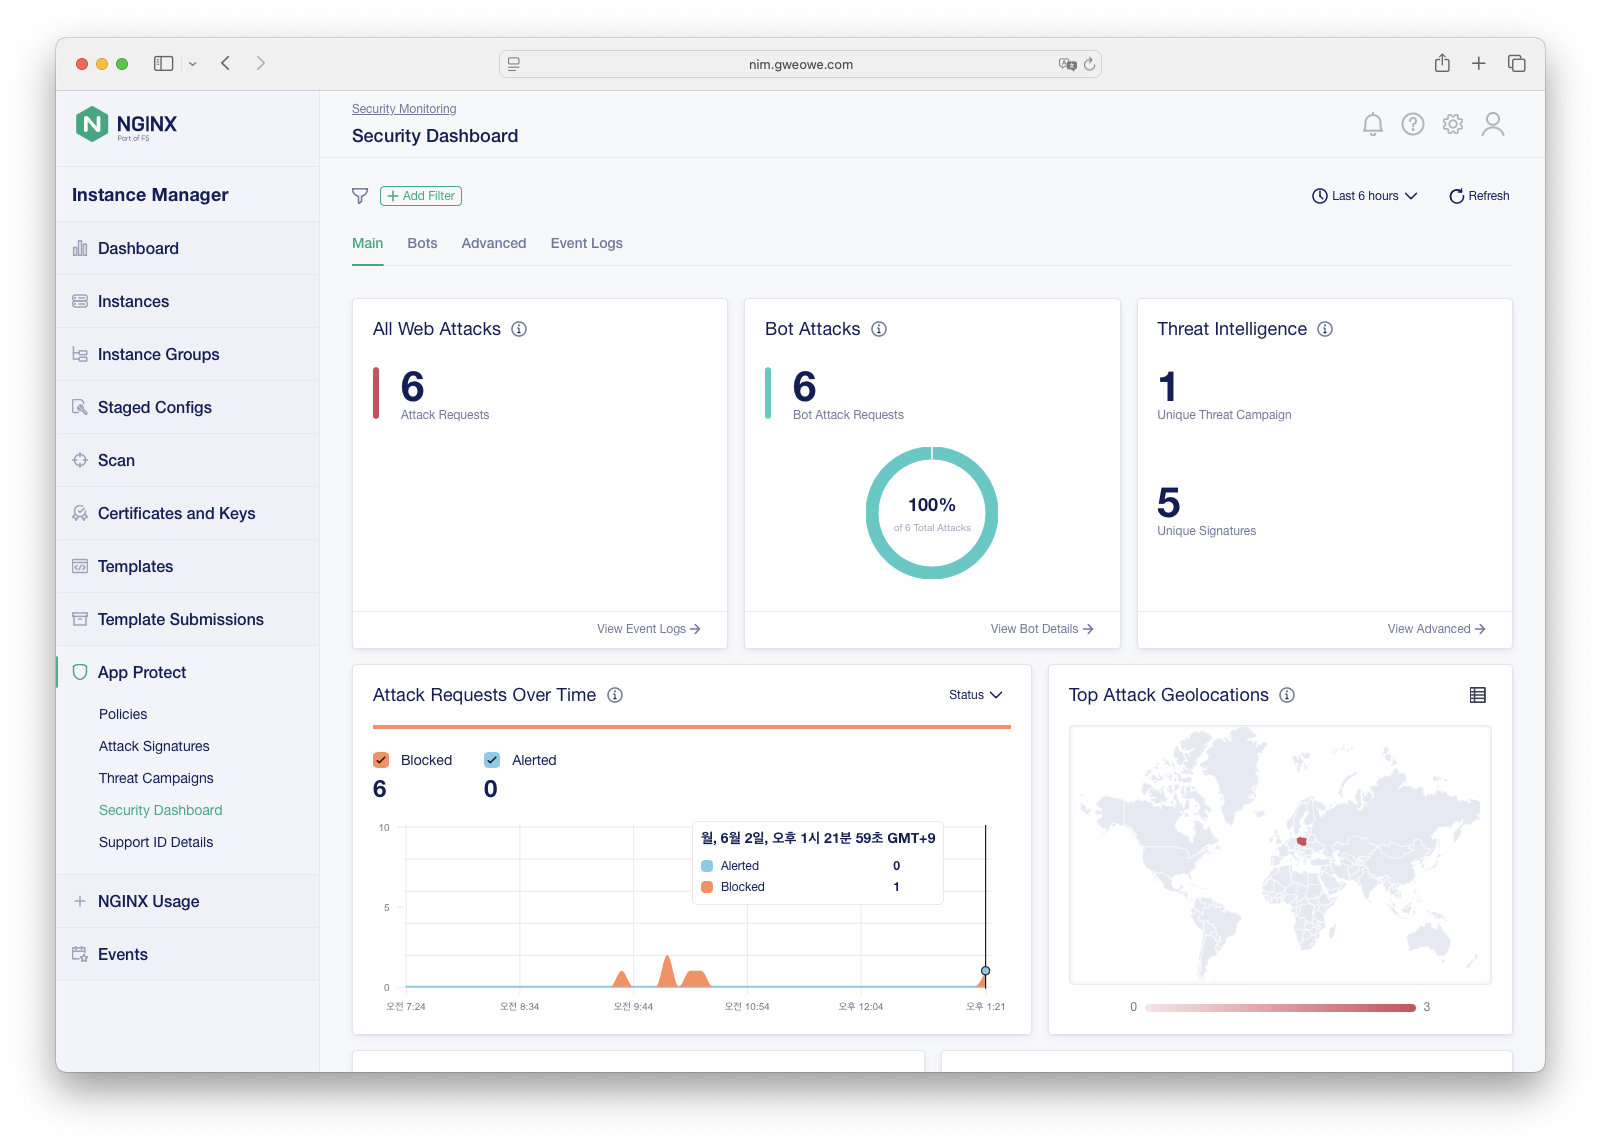 nim.gweowe.com
NGINX
Part of F5
Security Monitoring
Security Dashboard
Instance Manager
Dashboard
Instances
Instance Groups
Staged Configs
Scan
Certificates and Keys
Templates
Template Submissions
App Protect
Policies
Attack Signatures
Threat Campaigns
Security Dashboard
Support ID Details
NGINX Usage
Events
Add Filter
Last 6 hours
Refresh
Main Bots Advanced Event Logs
All Web Attacks
6
Attack Requests
View Event Logs
Bot Attacks
6
Bot Attack Requests
100%
of 6 Total Attacks
View Bot Details
Threat Intelligence
1
Unique Threat Campaign
5
Unique Signatures
View Advanced
Attack Requests Over Time
Status
Blocked Alerted
6 0
월, 6월 2일, 오후 1시 21분 59초 GMT+9
Alerted 0
Blocked 1
10
5
0
오전 7:24 오전 8:34 오전 9:44 오전 10:54 오후 12:04 오후 1:21
Top Attack Geolocations
0 3